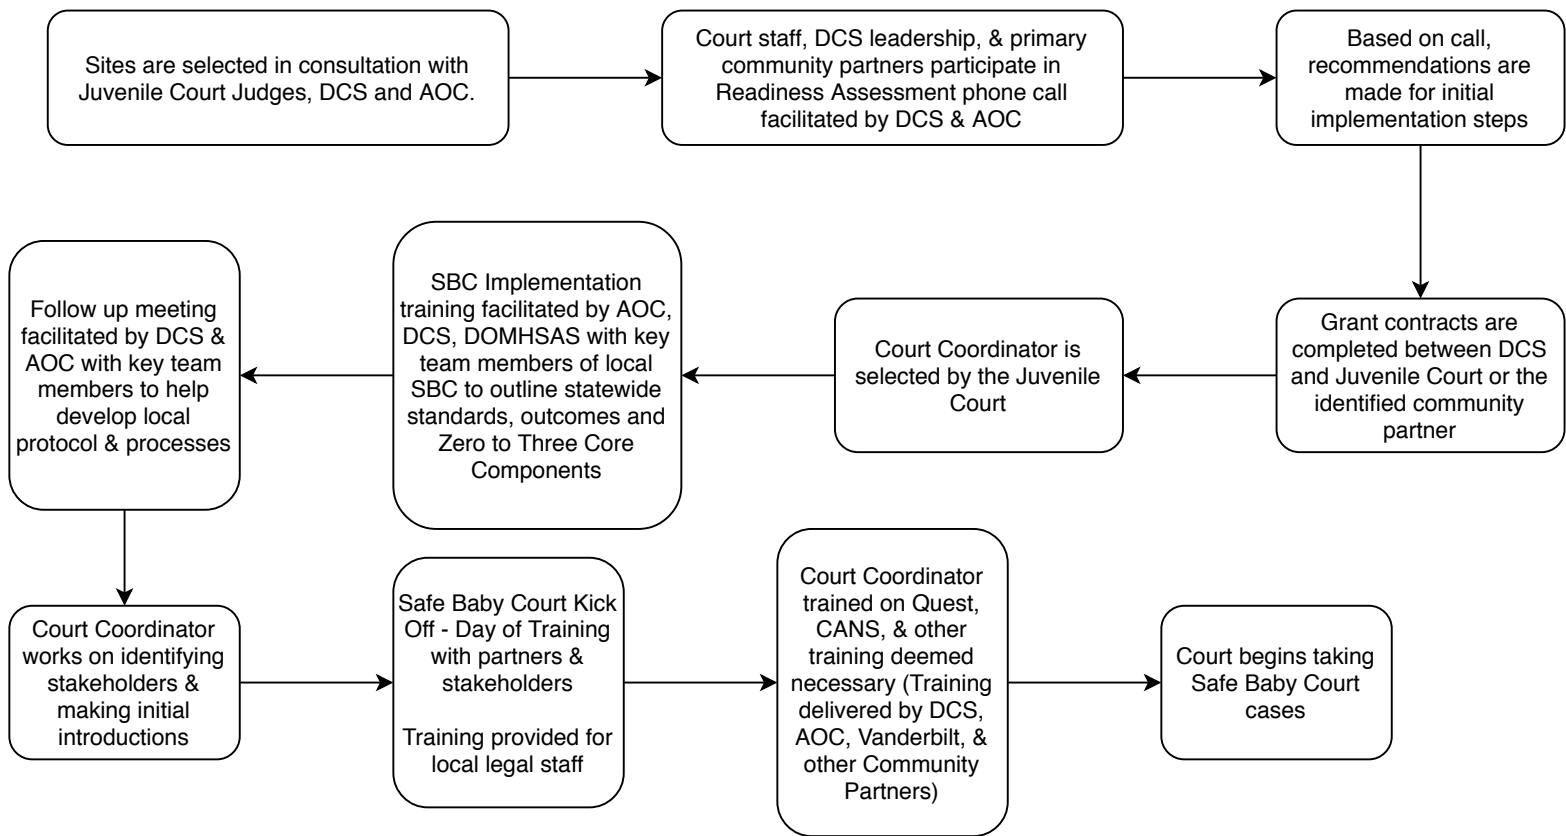 Sites are selected in consultation with
Juvenile Court Judges, DCS and AOC.
Court staff, DCS leadership, & primary
community partners participate in
Readiness Assessment phone call
facilitated by DCS & AOC
Based on call,
recommendations are
made for initial
implementation steps
Grant contracts are
completed between DCS
and Juvenile Court or the
identified community
partner
Court Coordinator is
selected by the Juvenile
Court
SBC Implementation
training facilitated by AOC,
DCS, DOMHSAS with key
team members of local
SBC to outline statewide
standards, outcomes and
Zero to Three Core
Components
Follow up meeting
facilitated by DCS &
AOC with key team
members to help
develop local
protocol & processes
Court Coordinator
works on identifying
stakeholders &
making initial
introductions
Safe Baby Court Kick
Off - Day of Training
with partners &
stakeholders
Training provided for
local legal staff
Court Coordinator
trained on Quest,
CANS, & other
training deemed
necessary (Training
delivered by DCS,
AOC, Vanderbilt, &
other Community
Partners)
Court begins taking
Safe Baby Court
cases